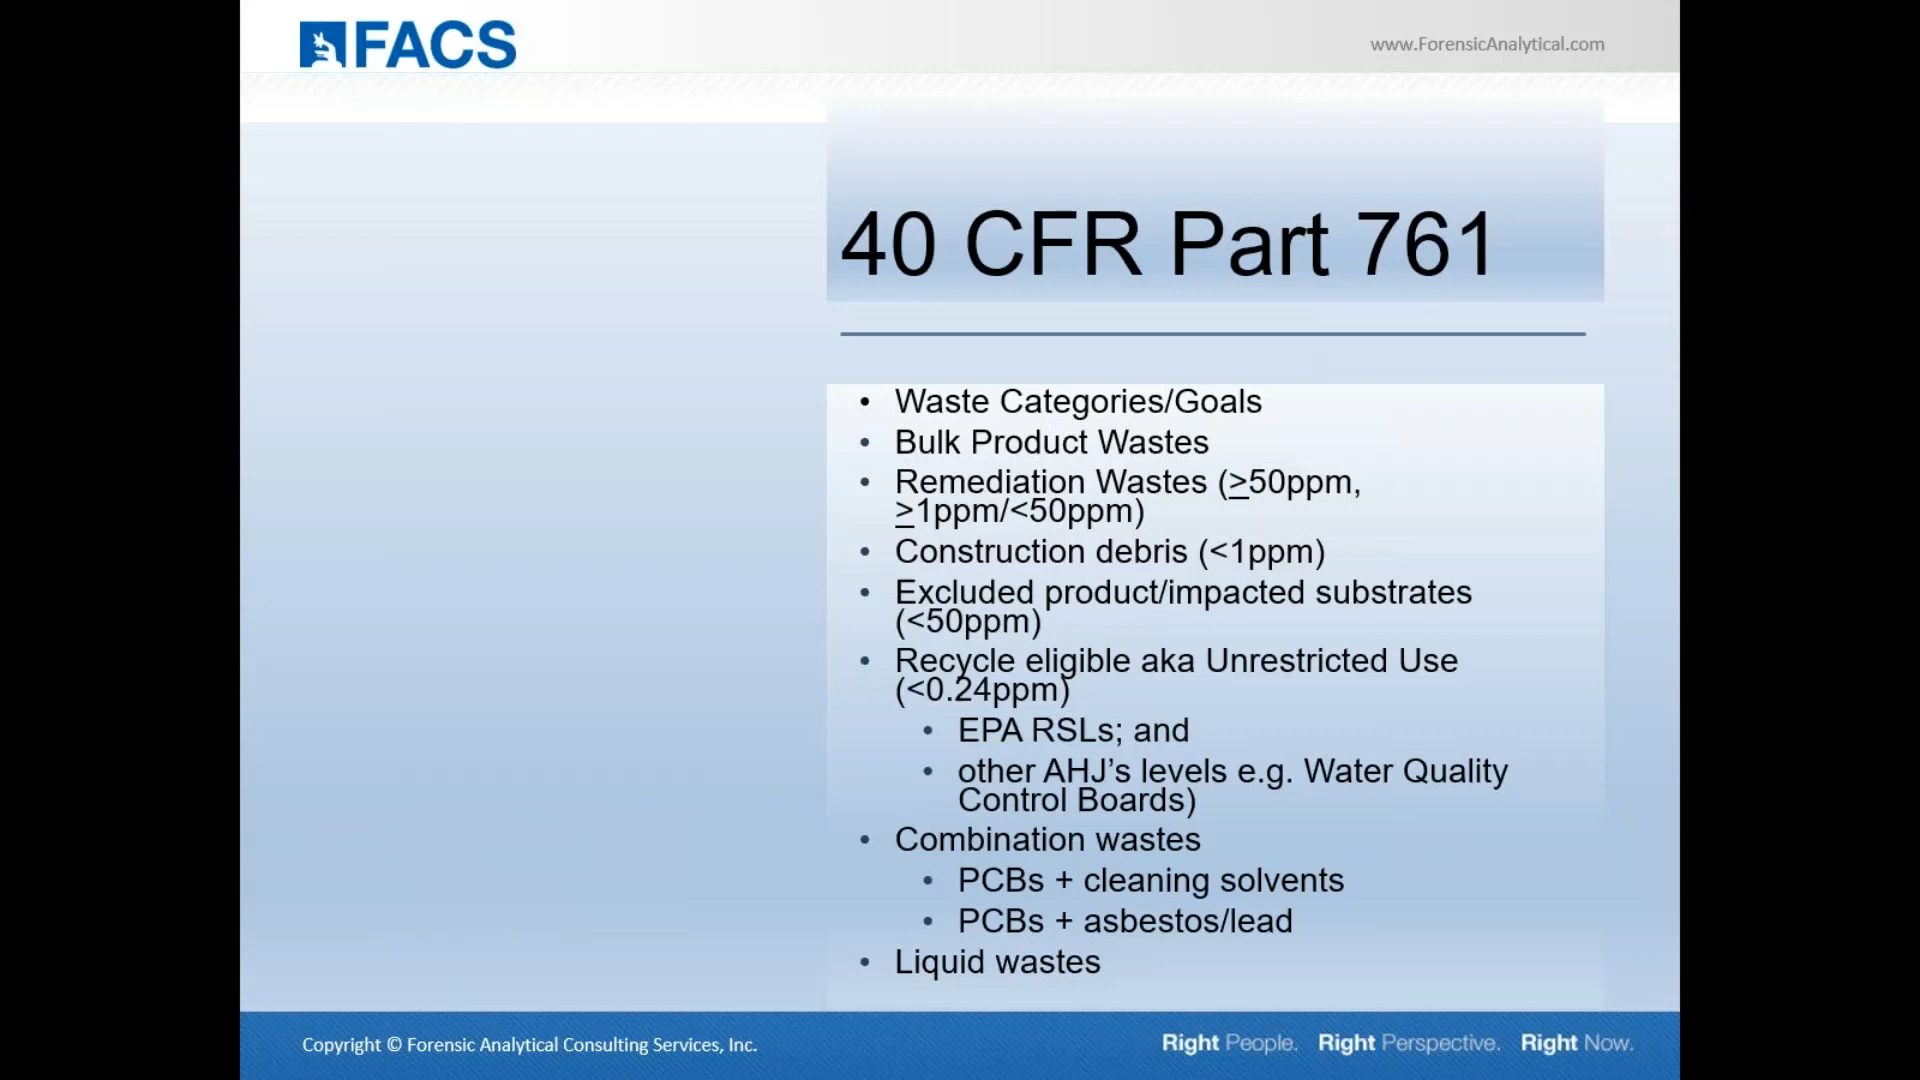 FACS
www.ForensicAnalytical.com
40 CFR Part 761
• Waste Categories/Goals
• Bulk Product Wastes
• Remediation Wastes (≥50ppm,
≥1ppm/<50ppm)
• Construction debris (<1ppm)
• Excluded product/impacted substrates
(<50ppm)
• Recycle eligible aka Unrestricted Use
(<0.24ppm)
• EPA RSLs; and
• other AHJ’s levels e.g. Water Quality
Control Boards)
• Combination wastes
• PCBs + cleaning solvents
• PCBs + asbestos/lead
• Liquid wastes
Copyright © Forensic Analytical Consulting Services, Inc.
Right People. Right Perspective. Right Now.